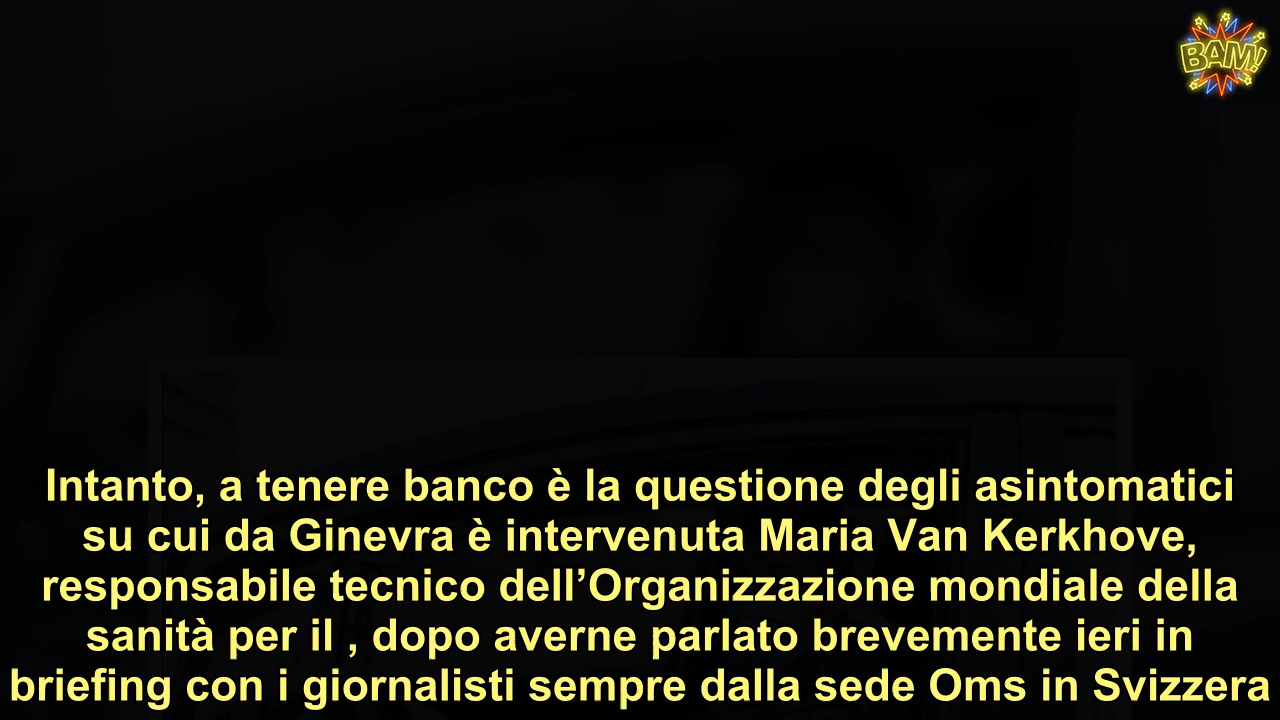 BAM!
Intanto, a tenere banco è la questione degli asintomatici
su cui da Ginevra è intervenuta Maria Van Kerkhove,
responsabile tecnico dell’Organizzazione mondiale della
sanità per il , dopo averne parlato brevemente ieri in
briefing con i giornalisti sempre dalla sede Oms in Svizzera